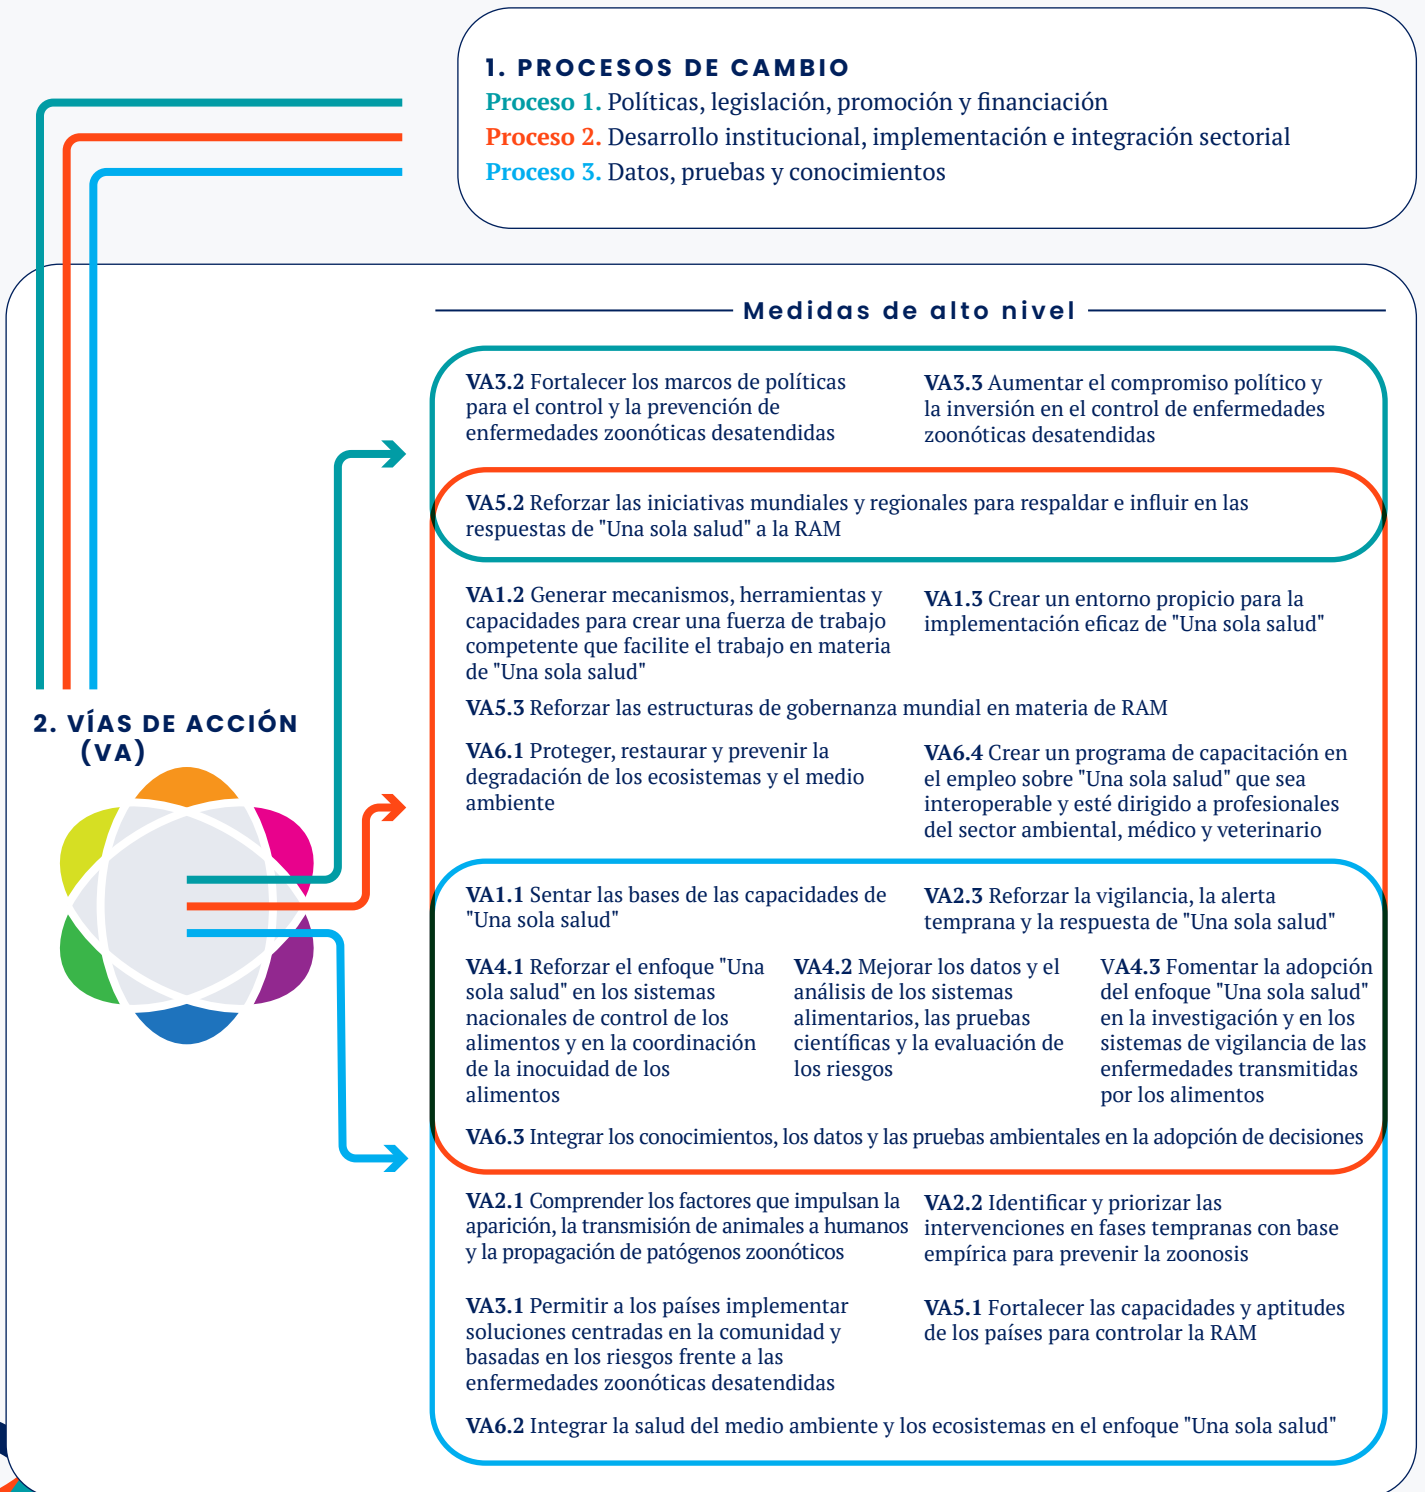 1. PROCESOS DE CAMBIO
Proceso 1. Políticas, legislación, promoción y financiación
Proceso 2. Desarrollo institucional, implementación e integración sectorial
Proceso 3. Datos, pruebas y conocimientos
Medidas de alto nivel
VA3.2 Fortalecer los marcos de políticas
para el control y la prevención de
enfermedades zoonóticas desatendidas
VA3.3 Aumentar el compromiso político y
la inversión en el control de enfermedades
zoonóticas desatendidas
VA5.2 Reforzar las iniciativas mundiales y regionales para respaldar e influir en las
respuestas de "Una sola salud" a la RAM
VA1.2 Generar mecanismos, herramientas y
capacidades para crear una fuerza de trabajo
competente que facilite el trabajo en materia
de "Una sola salud"
VA1.3 Crear un entorno propicio para la
implementación eficaz de "Una sola salud"
VA5.3 Reforzar las estructuras de gobernanza mundial en materia de RAM
2. VÍAS DE ACCIÓN
(VA)
VA6.1 Proteger, restaurar y prevenir la
degradación de los ecosistemas y el medio
ambiente
VA6.4 Crear un programa de capacitación en
el empleo sobre "Una sola salud" que sea
interoperable y esté dirigido a profesionales
del sector ambiental, médico y veterinario
VA1.1 Sentar las bases de las capacidades de
"Una sola salud"
VA2.3 Reforzar la vigilancia, la alerta
temprana y la respuesta de "Una sola salud"
VA4.1 Reforzar el enfoque "Una
sola salud" en los sistemas
nacionales de control de los
alimentos y en la coordinación
de la inocuidad de los
alimentos
VA4.2 Mejorar los datos y el
análisis de los sistemas
alimentarios, las pruebas
científicas y la evaluación de
los riesgos
VA4.3 Fomentar la adopción
del enfoque "Una sola salud"
en la investigación y en los
sistemas de vigilancia de las
enfermedades transmitidas
por los alimentos
VA6.3 Integrar los conocimientos, los datos y las pruebas ambientales en la adopción de decisiones
VA2.1 Comprender los factores que impulsan la
aparición, la transmisión de animales a humanos
y la propagación de patógenos zoonóticos
VA2.2 Identificar y priorizar las
intervenciones en fases tempranas con base
empírica para prevenir la zoonosis
VA3.1 Permitir a los países implementar
soluciones centradas en la comunidad y
basadas en los riesgos frente a las
enfermedades zoonóticas desatendidas
VA5.1 Fortalecer las capacidades y aptitudes
de los países para controlar la RAM
VA6.2 Integrar la salud del medio ambiente y los ecosistemas en el enfoque "Una sola salud"